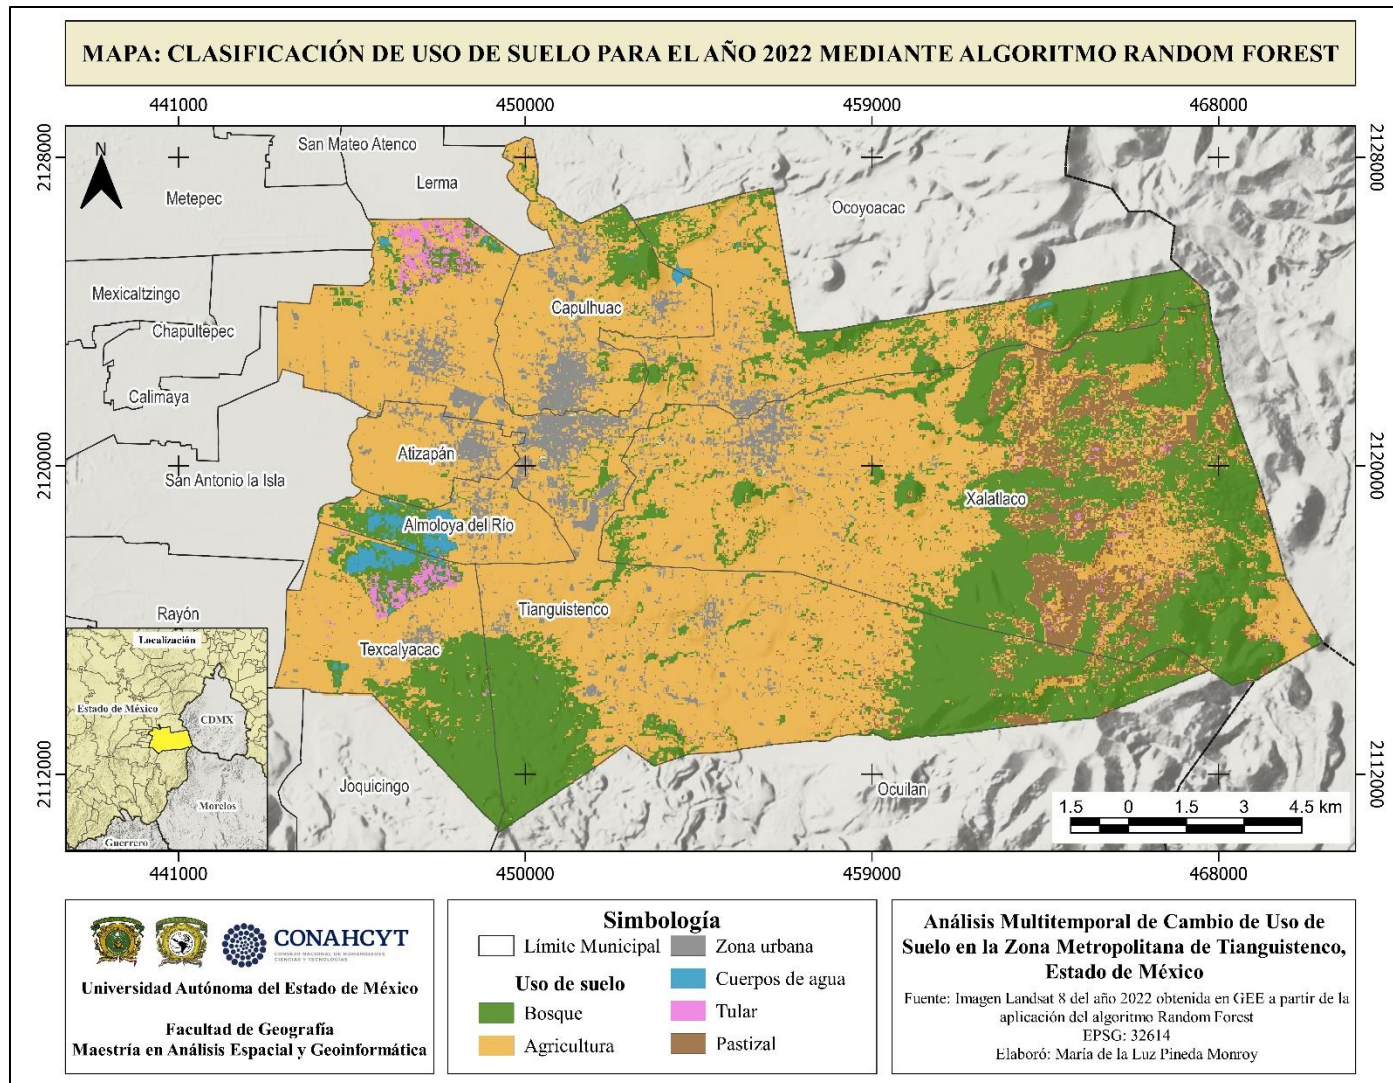 MAPA: CLASIFICACIÓN DE USO DE SUELO PARA EL AÑO 2022 MEDIANTE ALGORITMO RANDOM FOREST
441000 450000 459000 468000
2128000 2128000
N
San Mateo Atenco
Metepec
Lerma
Ocoyoacac
Mexicaltzingo
Capulhuac
Chapultepec
Calimaya
Atizapán
2120000 2120000
San Antonio la Isla
Xalatlaco
Almoloya del Río
Rayón
Tianguistenco
Texcalyacac
Localización
Estado de México
CDMX
Morelos
Guerrero
2112000 2112000
Joquicingo
Ocuilan
1.5 0 1.5 3 4.5 km
441000 450000 459000 468000
CONAHCYT
CONSEJO NACIONAL DE HUMANIDADES
CIENCIAS Y TECNOLOGÍAS
Universidad Autónoma del Estado de México
Facultad de Geografía
Maestría en Análisis Espacial y Geoinformática
Simbología
Límite Municipal
Uso de suelo
Bosque
Agricultura
Zona urbana
Cuerpos de agua
Tular
Pastizal
Análisis Multitemporal de Cambio de Uso de
Suelo en la Zona Metropolitana de Tianguistenco,
Estado de México
Fuente: Imagen Landsat 8 del año 2022 obtenida en GEE a partir de la
aplicación del algoritmo Random Forest
EPSG: 32614
Elaboró: María de la Luz Pineda Monroy